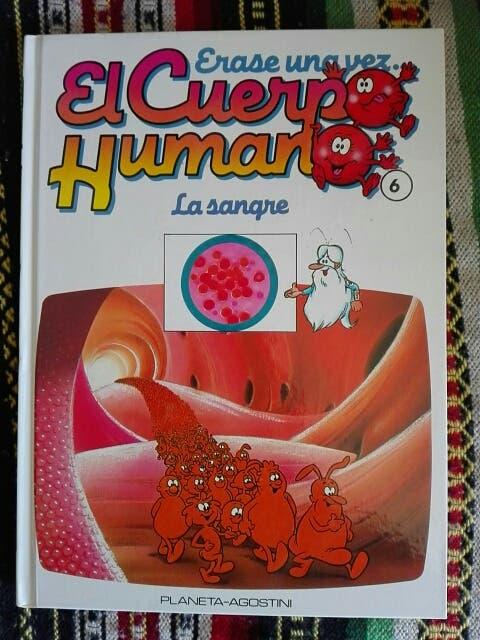 Erase una vez...
El Cuerpo
Humano
6
La sangre
PLANETA-AGOSTINI